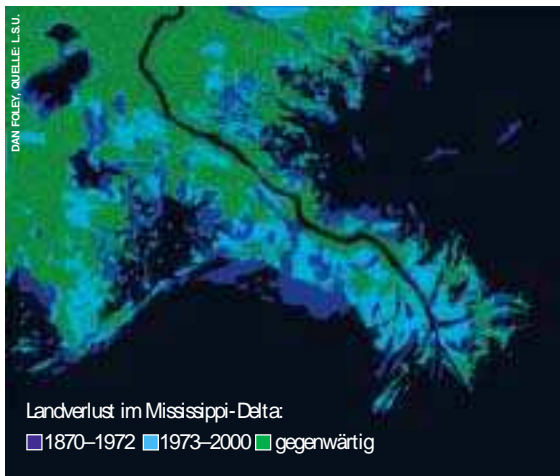 DAN FOLEY, QUELLE: L.S.U.
Landverlust im Mississippi-Delta:
1870–1972 1973–2000 gegenwärtig